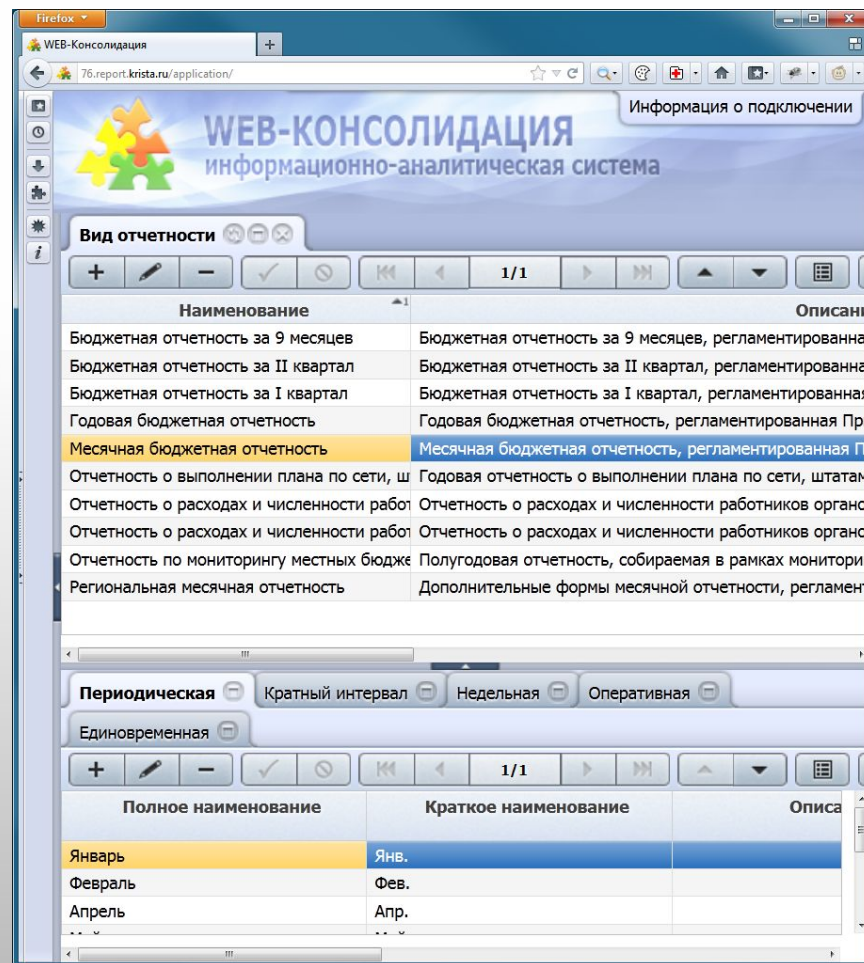 Firefox
WEB-Консолидация
76.report.krista.ru/application/
Информация о подключении
WEB-КОНСОЛИДАЦИЯ
информационно-аналитическая система
Вид отчетности
1/1
Наименование 1 Описани
Бюджетная отчетность за 9 месяцев Бюджетная отчетность за 9 месяцев, регламентированна
Бюджетная отчетность за II квартал Бюджетная отчетность за II квартал, регламентированна
Бюджетная отчетность за I квартал Бюджетная отчетность за I квартал, регламентированная
Годовая бюджетная отчетность Годовая бюджетная отчетность, регламентированная Пр
Месячная бюджетная отчетность Месячная бюджетная отчетность, регламентированная П
Отчетность о выполнении плана по сети, ш Годовая отчетность о выполнении плана по сети, штатам
Отчетность о расходах и численности работ Отчетность о расходах и численности работников органо
Отчетность о расходах и численности работ Отчетность о расходах и численности работников органо
Отчетность по мониторингу местных бюдже Полугодовая отчетность, собираемая в рамках монитори
Региональная месячная отчетность Дополнительные формы месячной отчетности, регламент
Периодическая Кратный интервал Недельная Оперативная
Единовременная
1/1
Полное наименование Краткое наименование Описа
Январь Янв.
Февраль Фев.
Апрель Апр.